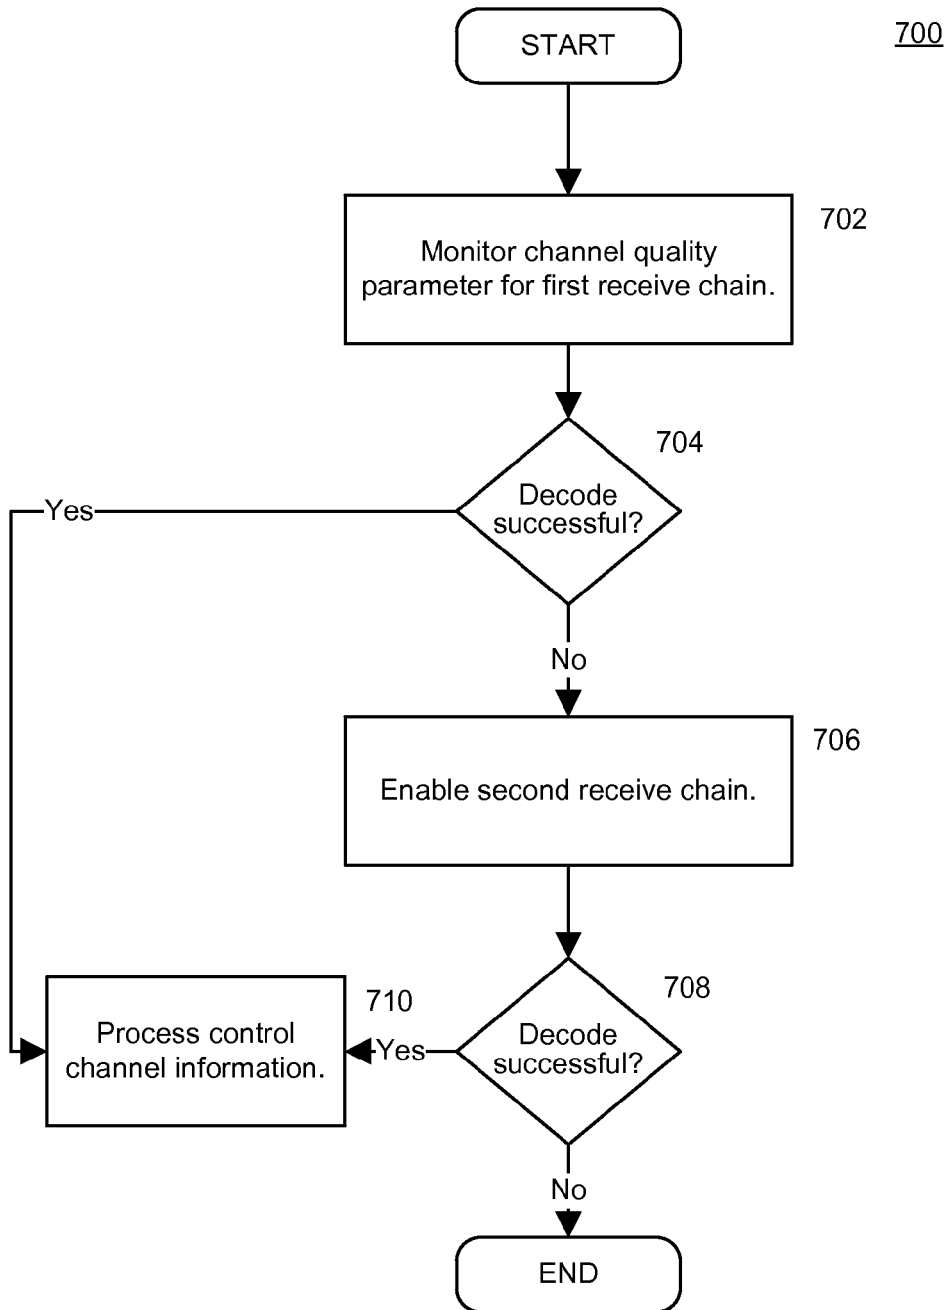 START
700
702
Monitor channel quality
parameter for first receive chain.
704
Decode
successful?
Yes
No
706
Enable second receive chain.
708
710
Process control
channel information.
Yes
Decode
successful?
No
END